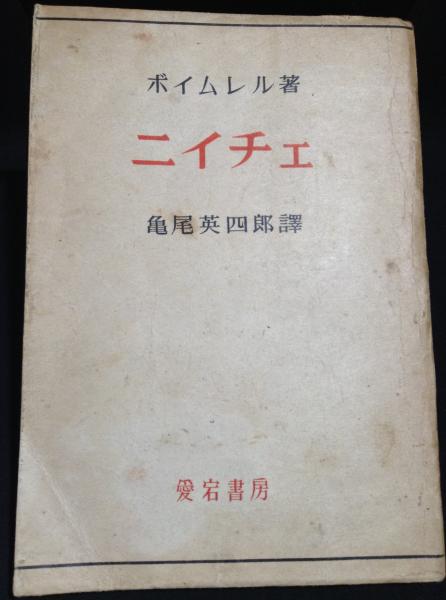 ボイムレル著
ニイチェ
亀尾英四郎譯
愛宕書房